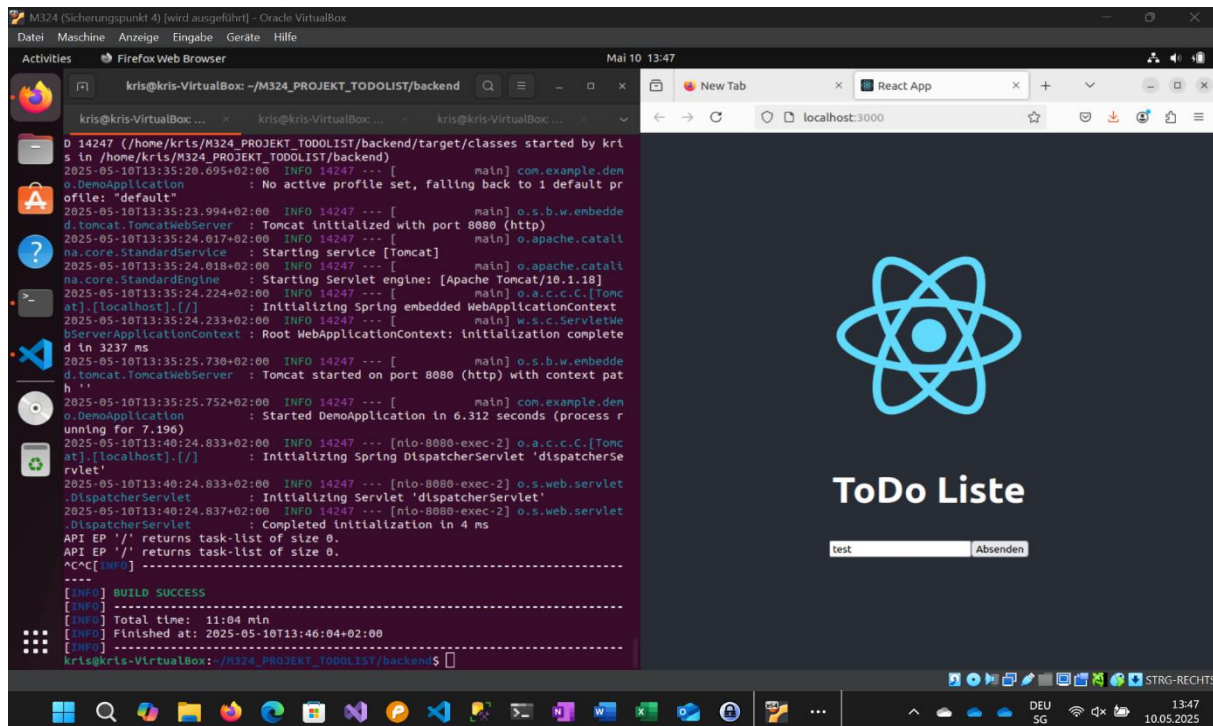 M324 (Sicherungspunkt 4) [wird ausgeführt] - Oracle VirtualBox
Datei Maschine Anzeige Eingabe Geräte Hilfe
Activities Firefox Web Browser Mai 10 13:47
kris@kris-VirtualBox: ~/M324_PROJEKT_TODOLIST/backend
kris@kris-VirtualBox: ... kris@kris-VirtualBox: ... kris@kris-VirtualBox: ...
D 14247 (/home/kris/M324_PROJEKT_TODOLIST/backend/target/classes started by kri
s in /home/kris/M324_PROJEKT_TODOLIST/backend)
2025-05-10T13:35:20.695+02:00 INFO 14247 --- [ main] com.example.dem
o.DemoApplication : No active profile set, falling back to 1 default pr
ofile: "default"
2025-05-10T13:35:23.994+02:00 INFO 14247 --- [ main] o.s.b.w.embedde
d.tomcat.TomcatWebServer : Tomcat initialized with port 8080 (http)
2025-05-10T13:35:24.017+02:00 INFO 14247 --- [ main] o.apache.catali
na.core.StandardService : Starting service [Tomcat]
2025-05-10T13:35:24.018+02:00 INFO 14247 --- [ main] o.apache.catali
na.core.StandardEngine : Starting Servlet engine: [Apache Tomcat/10.1.18]
2025-05-10T13:35:24.224+02:00 INFO 14247 --- [ main] o.a.c.c.C.[Tomc
at].[localhost].[/] : Initializing Spring embedded WebApplicationContext
2025-05-10T13:35:24.233+02:00 INFO 14247 --- [ main] w.s.c.ServletWe
bServerApplicationContext : Root WebApplicationContext: initialization complete
d in 3237 ms
2025-05-10T13:35:25.730+02:00 INFO 14247 --- [ main] o.s.b.w.embedde
d.tomcat.TomcatWebServer : Tomcat started on port 8080 (http) with context pat
h ''
2025-05-10T13:35:25.752+02:00 INFO 14247 --- [ main] com.example.dem
o.DemoApplication : Started DemoApplication in 6.312 seconds (process r
unning for 7.196)
2025-05-10T13:40:24.833+02:00 INFO 14247 --- [nio-8080-exec-2] o.a.c.c.C.[Tomc
at].[localhost].[/] : Initializing Spring DispatcherServlet 'dispatcherSe
rvlet'
2025-05-10T13:40:24.833+02:00 INFO 14247 --- [nio-8080-exec-2] o.s.web.servlet
.DispatcherServlet : Initializing Servlet 'dispatcherServlet'
2025-05-10T13:40:24.837+02:00 INFO 14247 --- [nio-8080-exec-2] o.s.web.servlet
.DispatcherServlet : Completed initialization in 4 ms
API EP '/' returns task-list of size 0.
API EP '/' returns task-list of size 0.
^C^C[INFO] ---------------------------------------------------------------
----
[INFO] BUILD SUCCESS
[INFO] -------------------------------------------------------------------
[INFO] Total time: 11:04 min
[INFO] Finished at: 2025-05-10T13:46:04+02:00
[INFO] -------------------------------------------------------------------
kris@kris-VirtualBox:~/M324_PROJEKT_TODOLIST/backend$
New Tab React App
localhost:3000
ToDo Liste
test Absenden
STRG-RECHTS
DEU 13:47
SG 10.05.2025